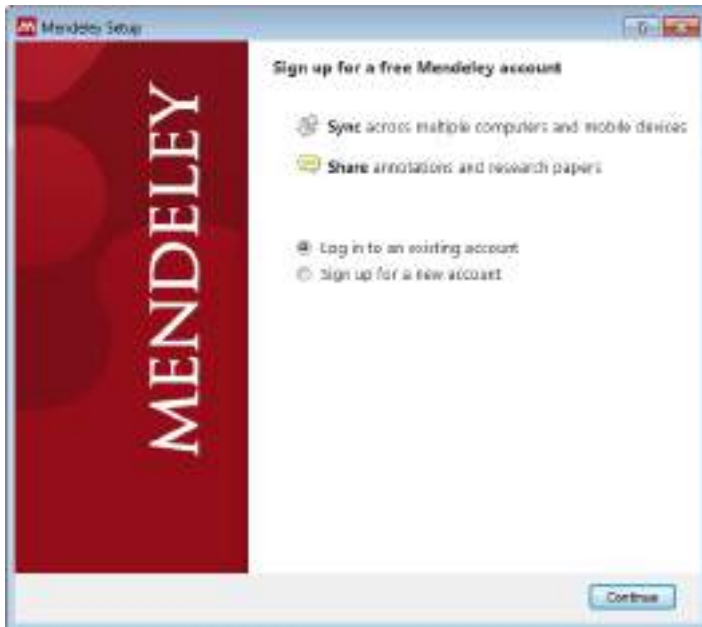 Mendeley Setup
MENDELEY
Sign up for a free Mendeley account
Sync across multiple computers and mobile devices
Share annotations and research papers
Log in to an existing account
Sign up for a new account
Continue